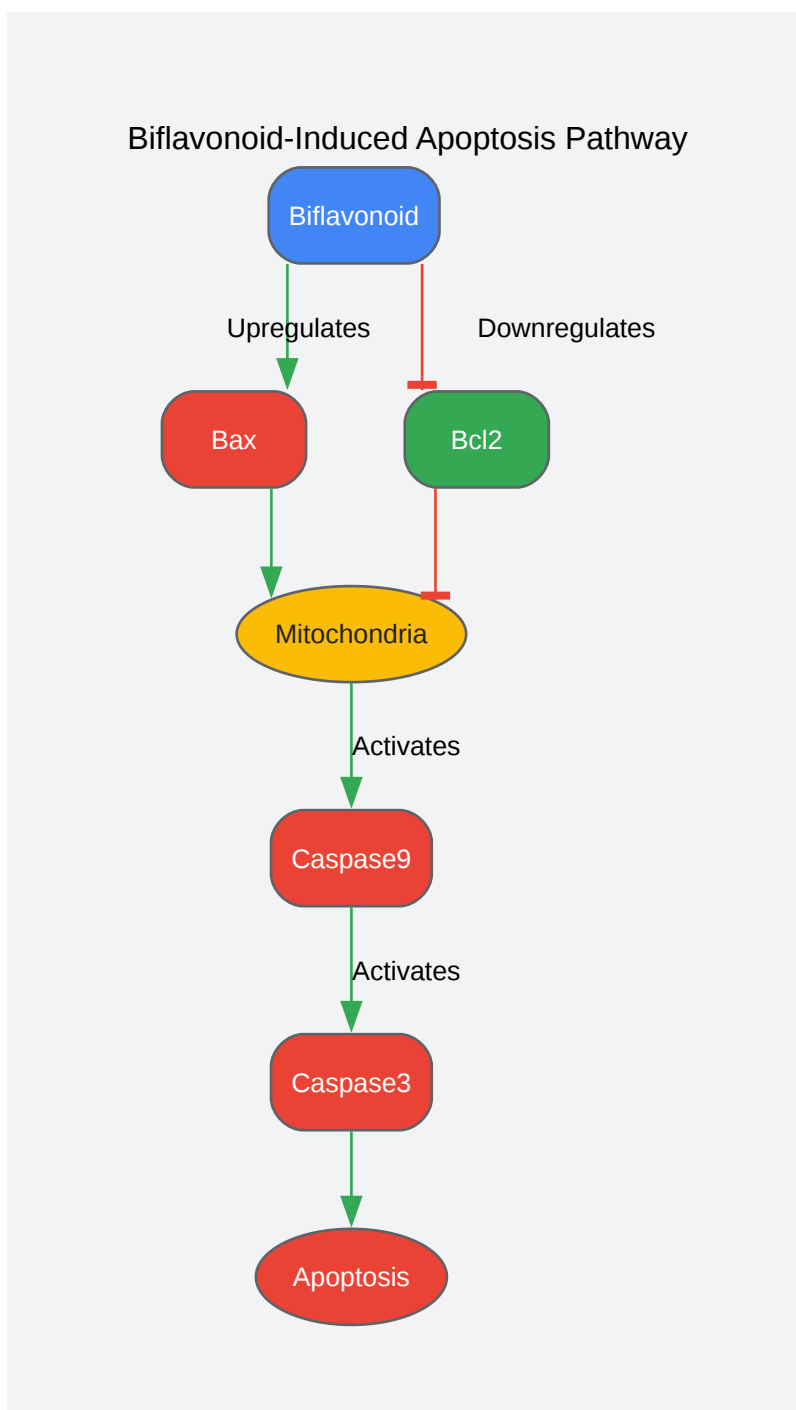 Biflavonoid-Induced Apoptosis Pathway
Biflavonoid
Upregulates
Downregulates
Bax
Bcl2
Mitochondria
Activates
Caspase9
Activates
Caspase3
Apoptosis